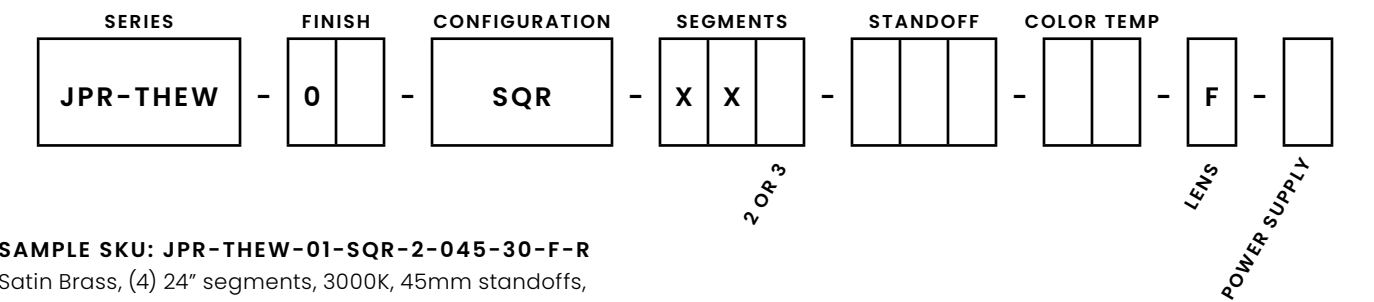 SERIES FINISH CONFIGURATION SEGMENTS STANDOFF COLOR TEMP
JPR-THEW - 0 - SQR - X X - - - F -
2 OR 3
LENS
POWER SUPPLY
SAMPLE SKU: JPR-THEW-01-SQR-2-045-30-F-R
Satin Brass, (4) 24” segments, 3000K, 45mm standoffs,